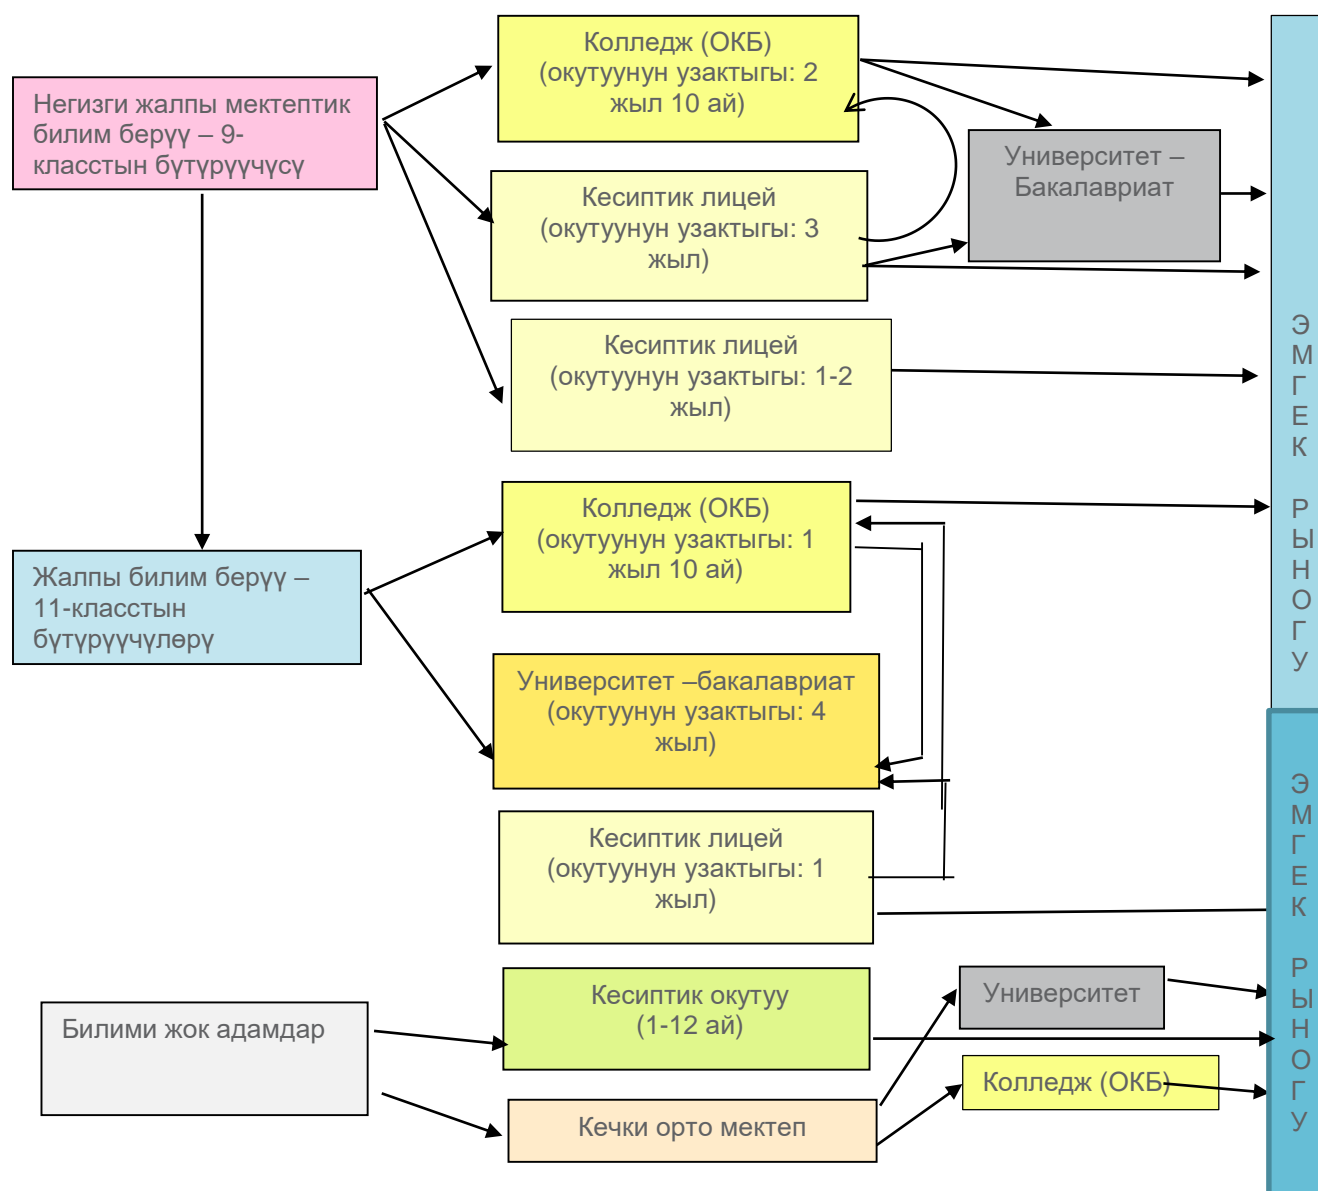 Колледж (ОКБ)
(окутуунун узактыгы: 2
жыл 10 ай)
Негизги жалпы мектептик
билим берүү – 9-
класстын бүтүрүүчүсү
Университет –
Бакалавриат
Кесиптик лицей
(окутуунун узактыгы: 3
жыл)
Кесиптик лицей
(окутуунун узактыгы: 1-2
жыл)
ЭМГЕК РЫНОГУ
Колледж (ОКБ)
(окутуунун узактыгы: 1
жыл 10 ай)
Жалпы билим берүү –
11-класстын
бүтүрүүчүлөрү
Университет –бакалавриат
(окутуунун узактыгы: 4
жыл)
Кесиптик лицей
(окутуунун узактыгы: 1
жыл)
ЭМГЕК РЫНОГУ
Билими жок адамдар
Кесиптик окутуу
(1-12 ай)
Университет
Колледж (ОКБ)
Кечки орто мектеп